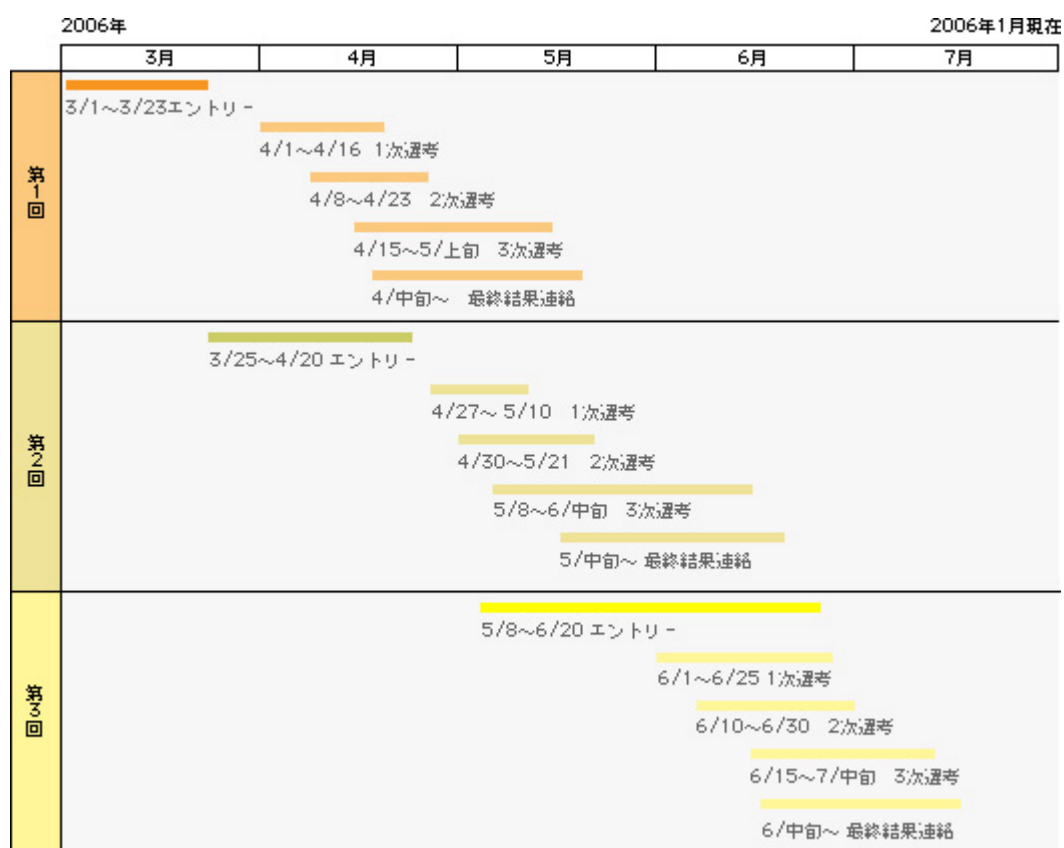 2006年 2006年1月現在
3月 4月 5月 6月 7月
第1回
3/1～3/23エントリー
4/1～4/16 1次選考
4/8～4/23 2次選考
4/15～5/上旬 3次選考
4/中旬～ 最終結果連絡
第2回
3/25～4/20 エントリー
4/27～ 5/10 1次選考
4/30～5/21 2次選考
5/8～6/中旬 3次選考
5/中旬～ 最終結果連絡
第3回
5/8～6/20 エントリー
6/1～6/25 1次選考
6/10～6/30 2次選考
6/15～7/中旬 3次選考
6/中旬～ 最終結果連絡